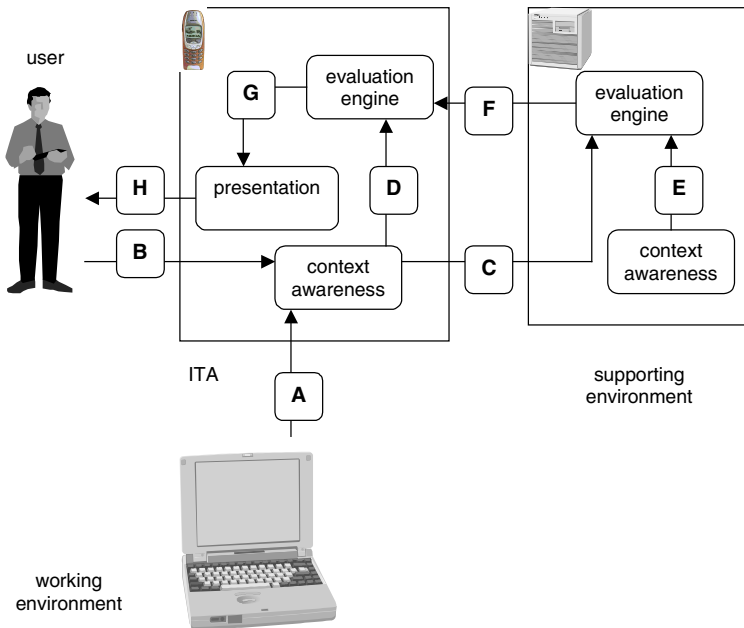 user
evaluation
engine
evaluation
engine
G
F
H
presentation
D
E
B
context
awareness
C
context
awareness
ITA
A
supporting
environment
working
environment